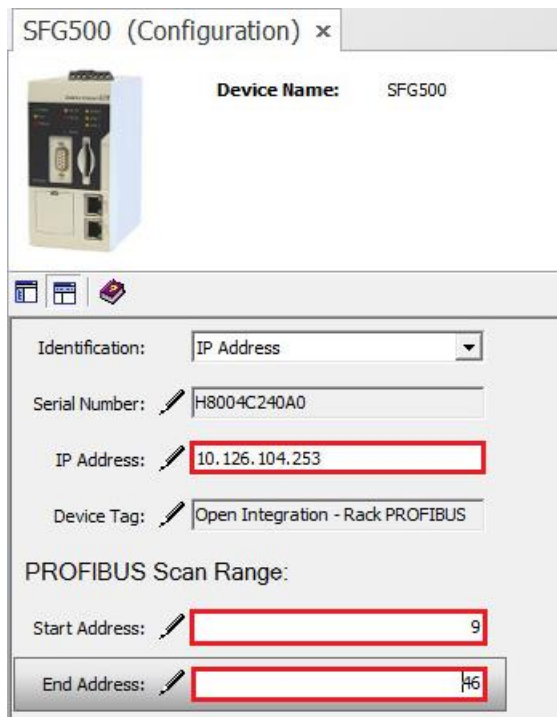 SFG500 (Configuration) ×
Device Name: SFG500
Identification: IP Address
Serial Number: H8004C240A0
IP Address: 10.126.104.253
Device Tag: Open Integration - Rack PROFIBUS
PROFIBUS Scan Range:
Start Address: 9
End Address: 46